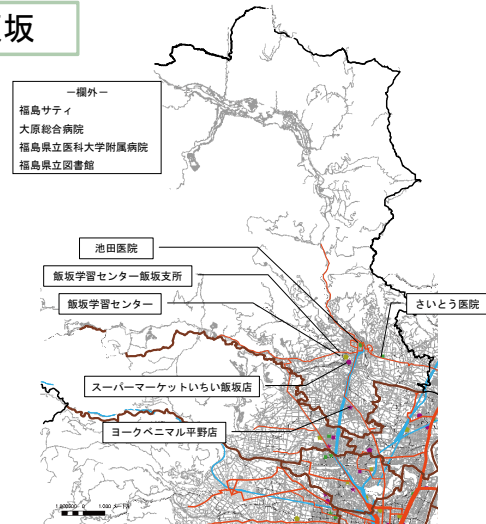 坂
－欄外－
福島サティ
大原総合病院
福島県立医科大学附属病院
福島県立図書館
池田医院
飯坂学習センター飯坂支所
飯坂学習センター
さいとう医院
スーパーマーケットいちい飯坂店
ヨークベニマル平野店